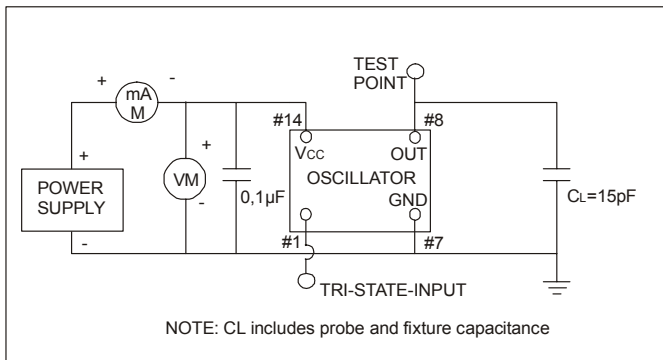 TEST
POINT
+ -
mA
M
#14
#8
+
+
VCC
OUT
OSCILLATOR
POWER
SUPPLY
VM
0,1µF
GND
CL=15pF
-
-
#1
#7
TRI-STATE-INPUT
NOTE: CL includes probe and fixture capacitance